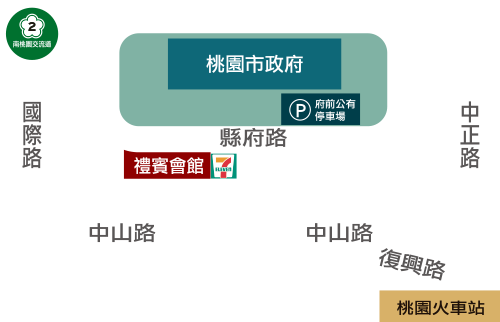 2
南桃園交流道
桃園市政府
P
府前公有
停車場
縣府路
國際路
中正路
禮賓會館
7
ELEVEN
中山路
中山路
復興路
桃園火車站